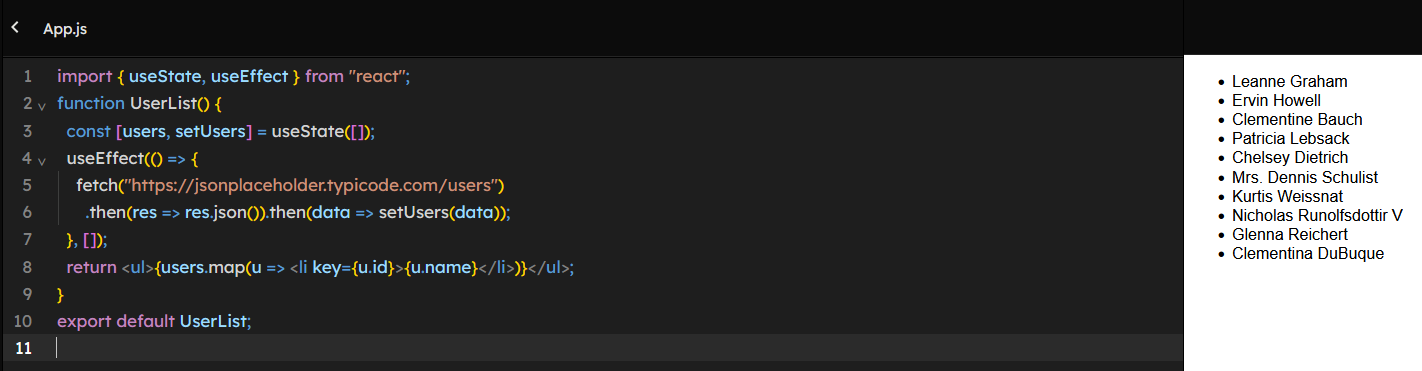 App.js
1 import { useState, useEffect } from "react";
2 function UserList() {
3 const [users, setUsers] = useState([]);
4 useEffect(() => {
5 fetch("https://jsonplaceholder.typicode.com/users")
6 .then(res => res.json()).then(data => setUsers(data));
7 }, []);
8 return <ul>{users.map(u => <li key={u.id}>{u.name}</li>)}</ul>;
9 }
10 export default UserList;
11
Leanne Graham
Ervin Howell
Clementine Bauch
Patricia Lebsack
Chelsey Dietrich
Mrs. Dennis Schulist
Kurtis Weissnat
Nicholas Runolfsdottir V
Glenna Reichert
Clementina DuBuque